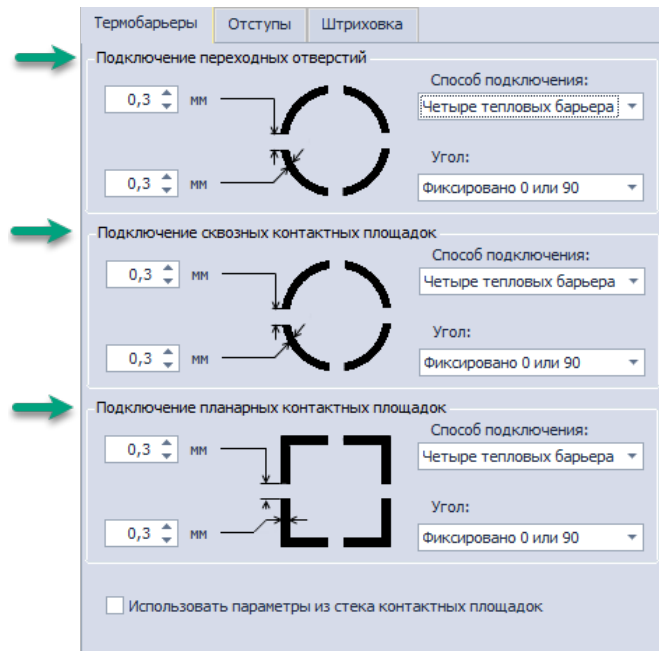 Термобарьеры Отступы Штриховка
Подключение переходных отверстий
Способ подключения:
0,3 мм Четыре тепловых барьера
Угол:
0,3 мм Фиксировано 0 или 90
Подключение сквозных контактных площадок
Способ подключения:
0,3 мм Четыре тепловых барьера
Угол:
0,3 мм Фиксировано 0 или 90
Подключение планарных контактных площадок
Способ подключения:
0,3 мм Четыре тепловых барьера
Угол:
0,3 мм Фиксировано 0 или 90
Использовать параметры из стека контактных площадок